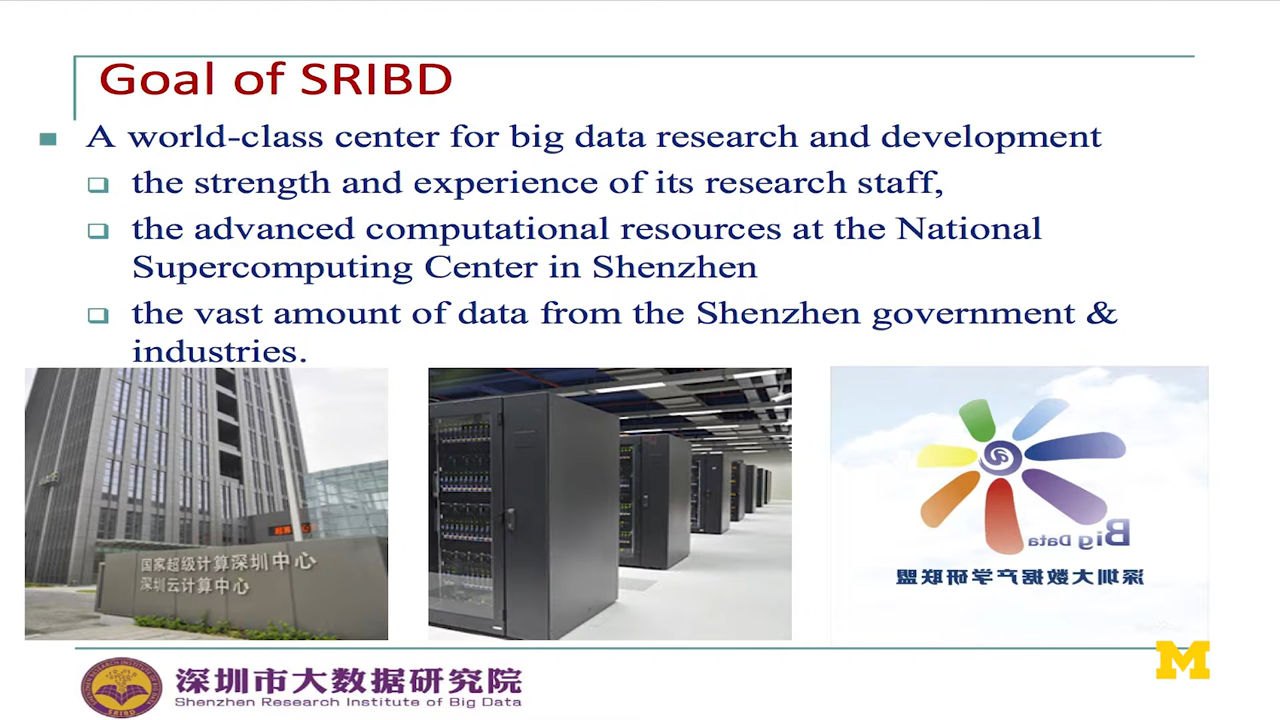 Goal of SRIBD
A world-class center for big data research and development
the strength and experience of its research staff,
the advanced computational resources at the National
Supercomputing Center in Shenzhen
the vast amount of data from the Shenzhen government &
industries.
国家超级计算深圳中心
深圳云计算中心
Big Data
深圳大数据产学研联盟
M
深圳市大数据研究院
Shenzhen Research Institute of Big Data
SRIBD